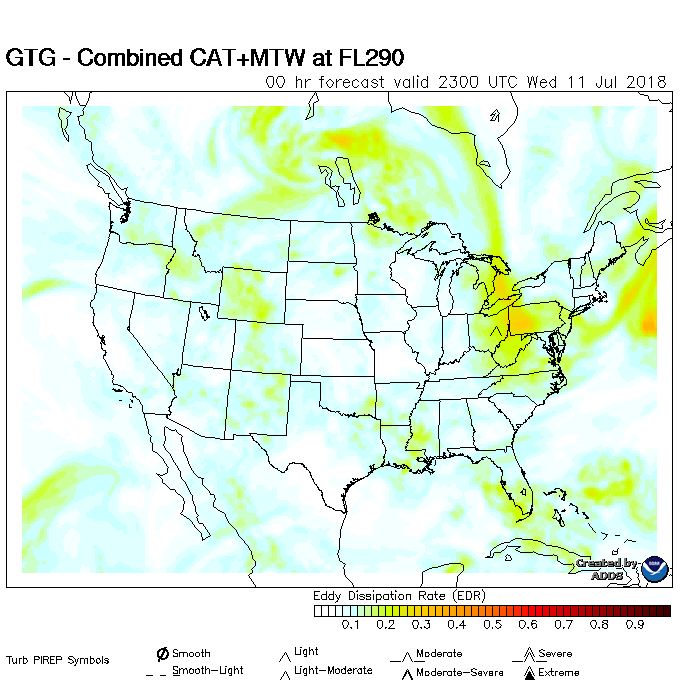 GTG - Combined CAT+MTW at FL290
00 hr forecast valid 2300 UTC Wed 11 Jul 2018
Created by
ADDS
Eddy Dissipation Rate (EDR)
0.1 0.2 0.3 0.4 0.5 0.6 0.7 0.8 0.9
Turb PIREP Symbols
Smooth Light Moderate Severe
Smooth-Light Light-Moderate Moderate-Severe Extreme